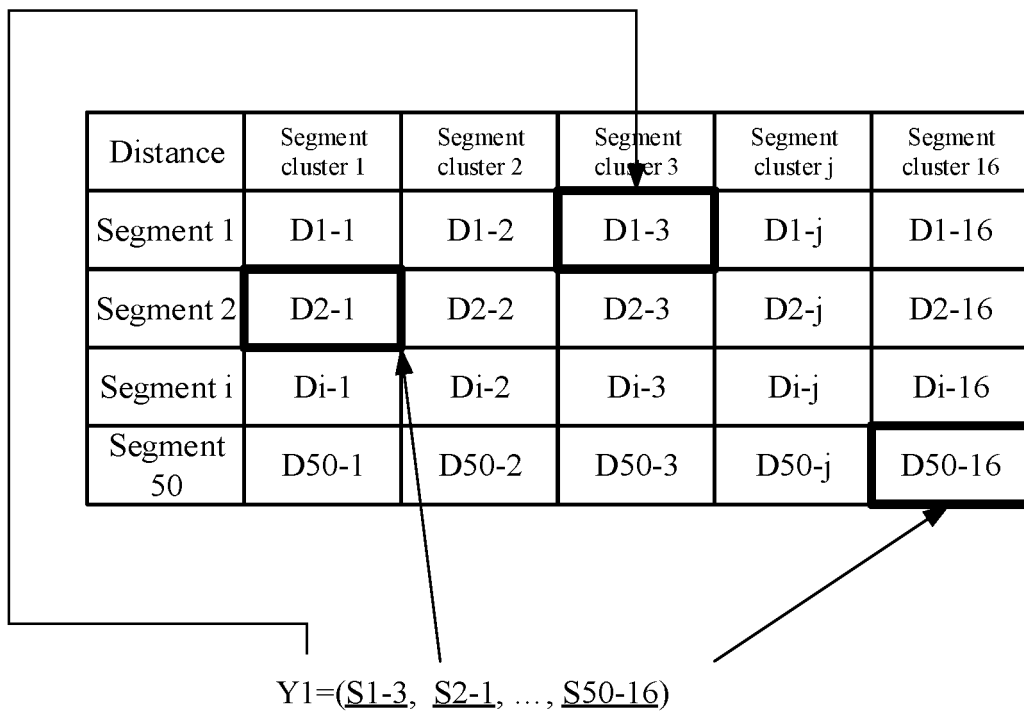 Distance Segment cluster 1 Segment cluster 2 Segment cluster 3 Segment cluster j Segment cluster 16
Segment 1 D1-1 D1-2 D1-3 D1-j D1-16
Segment 2 D2-1 D2-2 D2-3 D2-j D2-16
Segment i Di-1 Di-2 Di-3 Di-j Di-16
Segment 50 D50-1 D50-2 D50-3 D50-j D50-16
Y1=(S1-3, S2-1, …, S50-16)